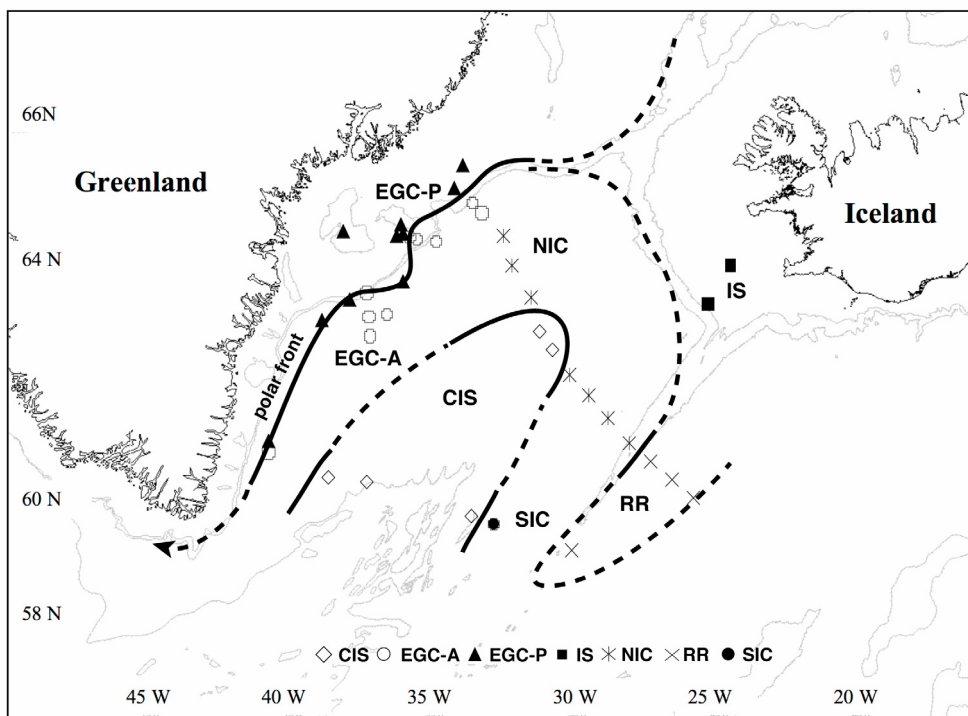 66N
Greenland
EGC-P
Iceland
64 N
NIC
IS
EGC-A
polar front
CIS
60 N
SIC
RR
58 N
CIS EGC-A EGC-P IS NIC RR SIC
45 W 40 W 35 W 30 W 25 W 20 W